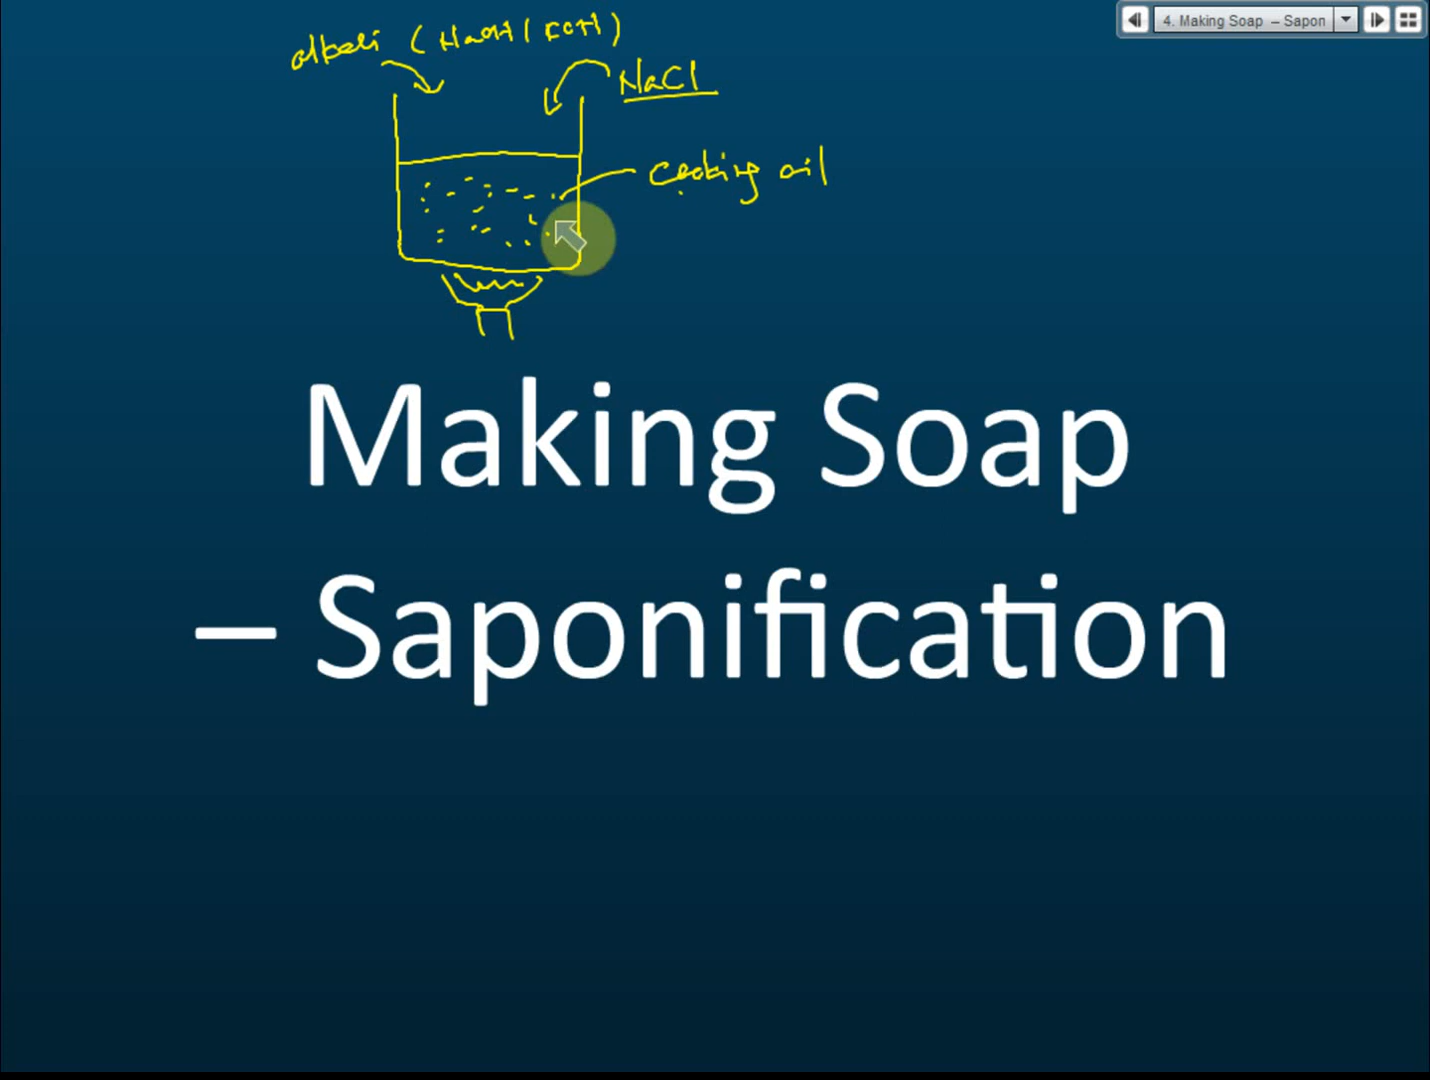 4. Making Soap – Sapon
alkali (NaOH / KOH)
NaCl
cooking oil
Making Soap
– Saponification